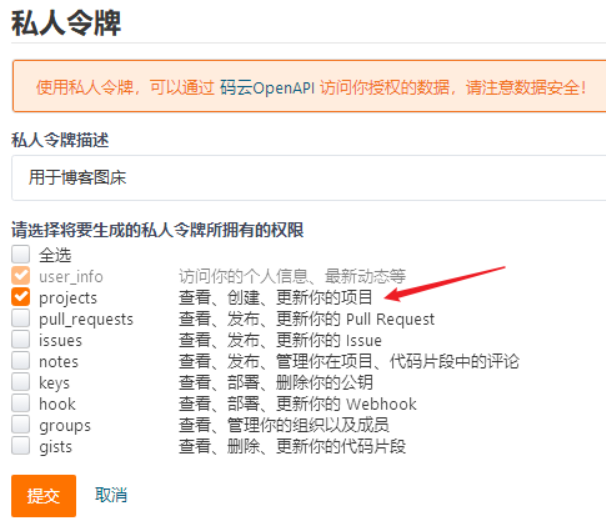 私人令牌
使用私人令牌，可以通过 码云OpenAPI 访问你授权的数据，请注意数据安全！
私人令牌描述
用于博客图床
请选择将要生成的私人令牌所拥有的权限
全选
user_info 访问你的个人信息、最新动态等
projects 查看、创建、更新你的项目
pull_requests 查看、发布、更新你的 Pull Request
issues 查看、发布、更新你的 Issue
notes 查看、发布、管理你在项目、代码片段中的评论
keys 查看、部署、删除你的公钥
hook 查看、部署、更新你的 Webhook
groups 查看、管理你的组织以及成员
gists 查看、删除、更新你的代码片段
提交 取消